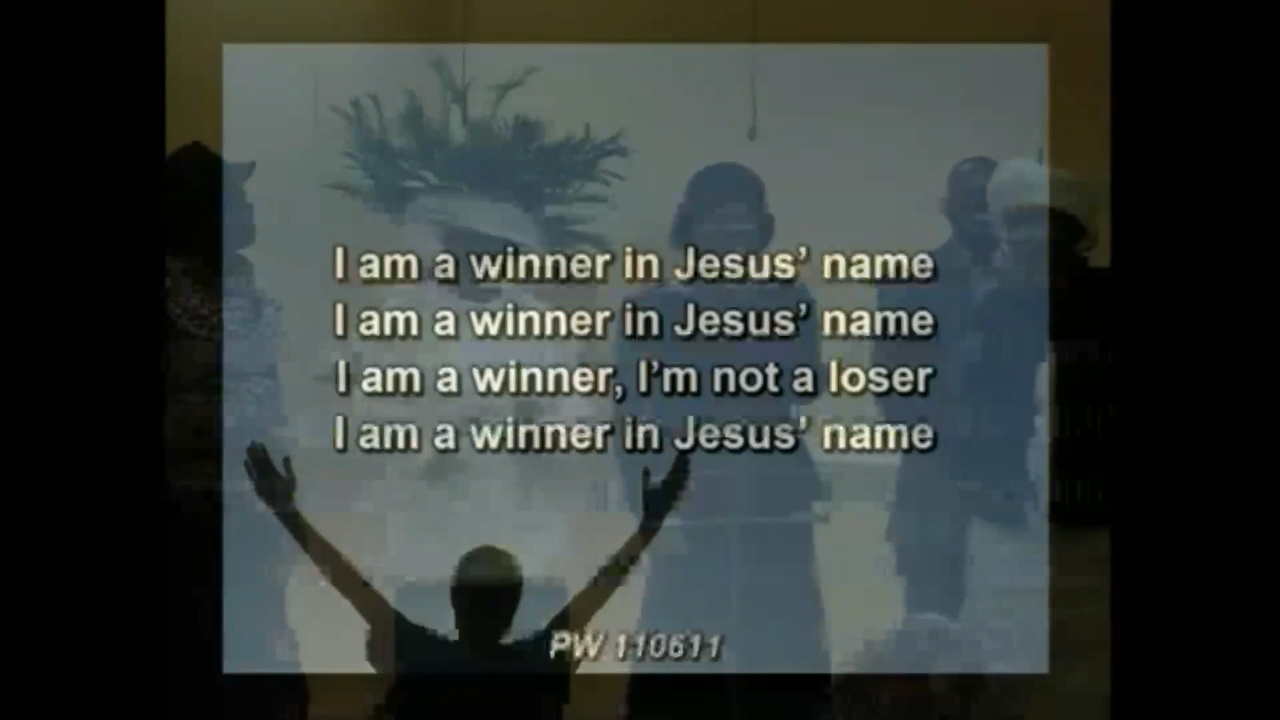 I am a winner in Jesus’ name
I am a winner in Jesus’ name
I am a winner, I’m not a loser
I am a winner in Jesus’ name
PW 110611